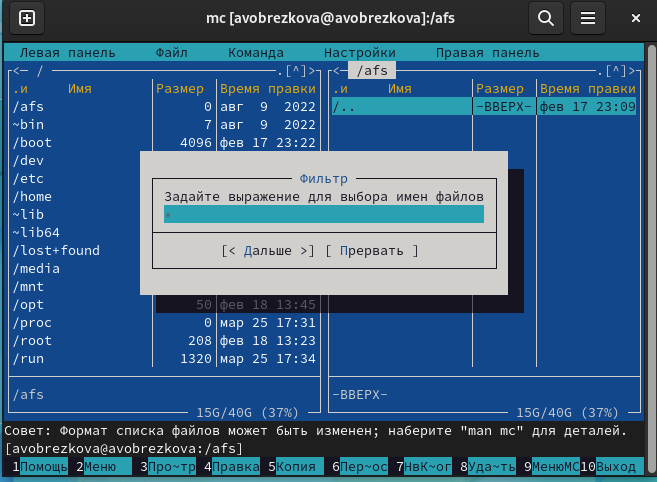 mc [avobrezkova@avobrezkova]:/afs
Левая панель Файл Команда Настройки Правая панель
<─ / .[^]>
.и Имя Размер Время правки
/afs 0 авг 9 2022
~bin 7 авг 9 2022
/boot 4096 фев 17 23:22
/dev
/etc
/home
~lib
~lib64
/lost+found
/media
/mnt
/opt 50 фев 18 13:45
/proc 0 мар 25 17:31
/root 208 фев 18 13:23
/run 1320 мар 25 17:34
/afs
15G/40G (37%)
<─ /afs .[^]>
.и Имя Размер Время правки
/.. -ВВЕРХ- фев 17 23:09
-ВВЕРХ-
15G/40G (37%)
Фильтр
Задайте выражение для выбора имен файлов
*
[< Дальше >] [ Прервать ]
Совет: Формат списка файлов может быть изменен; наберите "man mc" для деталей.
[avobrezkova@avobrezkova:/afs]
1Помощь 2Меню 3Про~тр 4Правка 5Копия 6Пер~ос 7НвК~ог 8Уда~ть 9МенюМС 10Выход